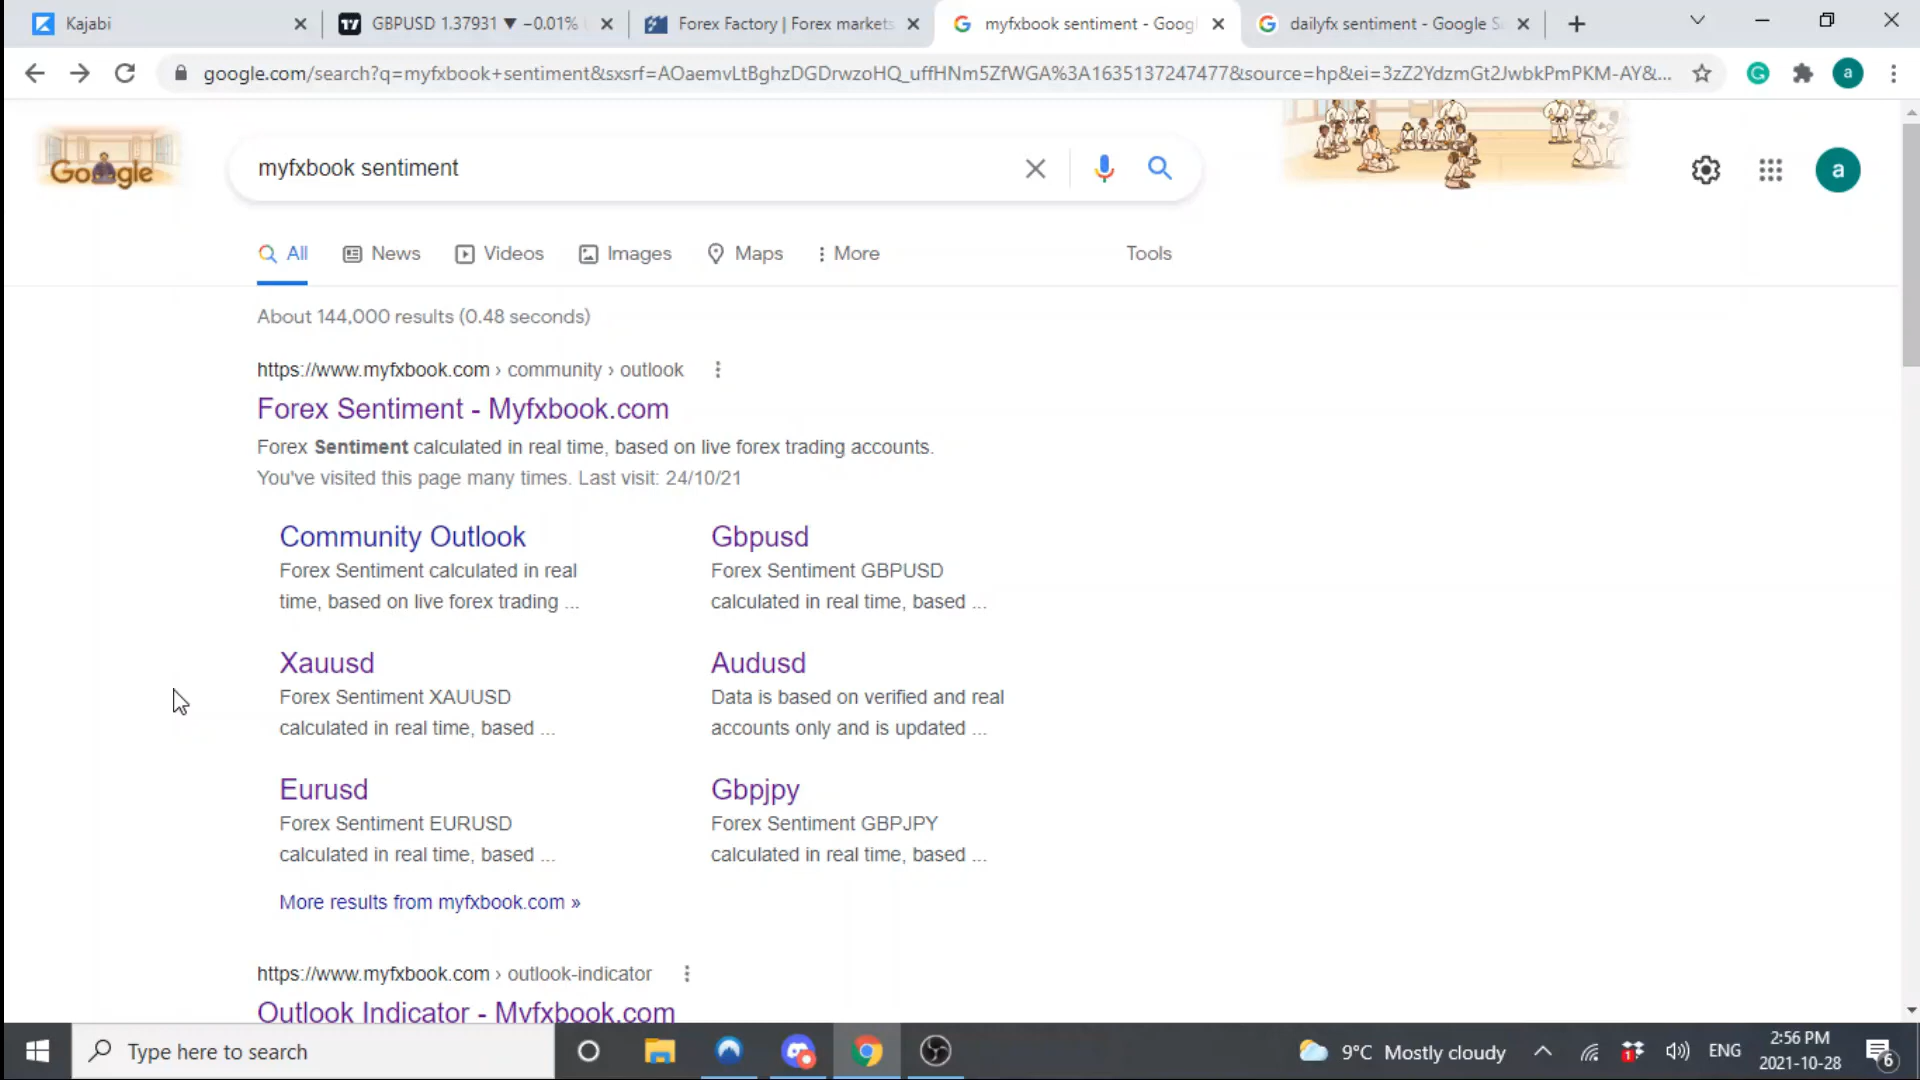 Kajabi
GBPUSD 1.37931 ▼ −0.01%
Forex Factory | Forex markets
myfxbook sentiment - Goog
dailyfx sentiment - Google S
google.com/search?q=myfxbook+sentiment&sxsrf=AOaemvLtBghzDGDrwzoHQ_uffHNm5ZfWGA%3A1635137247477&source=hp&ei=3zZ2YdzmGt2JwbkPmPKM-AY&...
a
Google
myfxbook sentiment
a
All
News
Videos
Images
Maps
More
Tools
About 144,000 results (0.48 seconds)
https://www.myfxbook.com › community › outlook
Forex Sentiment - Myfxbook.com
Forex Sentiment calculated in real time, based on live forex trading accounts.
You've visited this page many times. Last visit: 24/10/21
Community Outlook
Forex Sentiment calculated in real
time, based on live forex trading ...
Gbpusd
Forex Sentiment GBPUSD
calculated in real time, based ...
Xauusd
Forex Sentiment XAUUSD
calculated in real time, based ...
Audusd
Data is based on verified and real
accounts only and is updated ...
Eurusd
Forex Sentiment EURUSD
calculated in real time, based ...
Gbpjpy
Forex Sentiment GBPJPY
calculated in real time, based ...
More results from myfxbook.com »
https://www.myfxbook.com › outlook-indicator
Outlook Indicator - Myfxbook.com
Type here to search
9°C Mostly cloudy
1
ENG
2:56 PM
2021-10-28
6